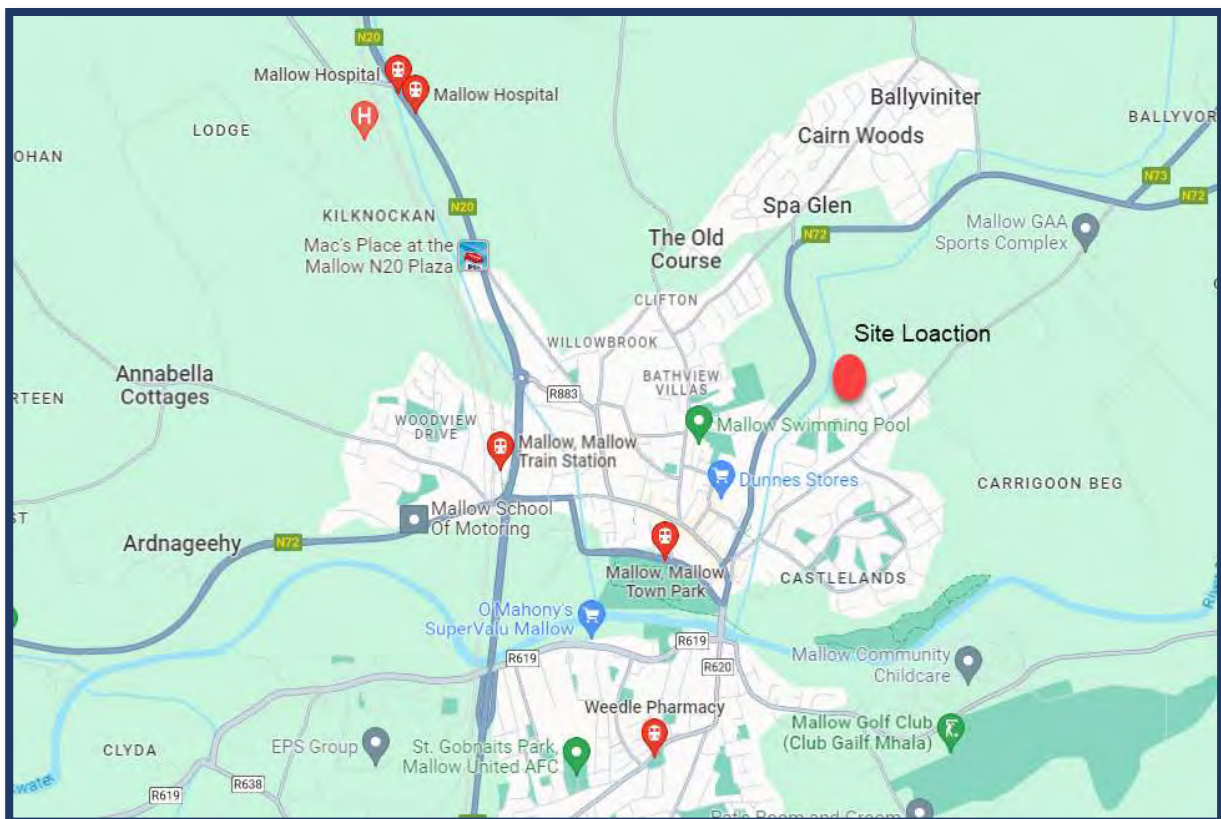 N20
Mallow Hospital
Mallow Hospital
H
LODGE
OHAN
Ballyviniter
Cairn Woods
BALLYVOR
N73
N72
KILKNOCKAN
N20
Spa Glen
N72
Mallow GAA
Sports Complex
Mac's Place at the
Mallow N20 Plaza
The Old
Course
CLIFTON
Site Loaction
WILLOWBROOK
Annabella
Cottages
RTEEN
R883
BATHVIEW
VILLAS
WOODVIEW
DRIVE
Mallow Swimming Pool
Mallow, Mallow
Train Station
Dunnes Stores
CARRIGOON BEG
ST
Mallow School
Of Motoring
Ardnageehy
N72
Mallow, Mallow
Town Park
CASTLELANDS
O'Mahony's
SuperValu Mallow
R619
R619
R620
Mallow Community
Childcare
Weedle Pharmacy
Mallow Golf Club
(Club Gailf Mhala)
CLYDA
EPS Group
St. Gobnaits Park,
Mallow United AFC
R638
R619